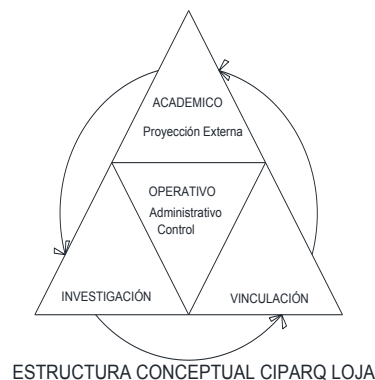 ACADEMICO
Proyección Externa
OPERATIVO
Administrativo
Control
INVESTIGACIÓN
VINCULACIÓN
ESTRUCTURA CONCEPTUAL CIPARQ LOJA